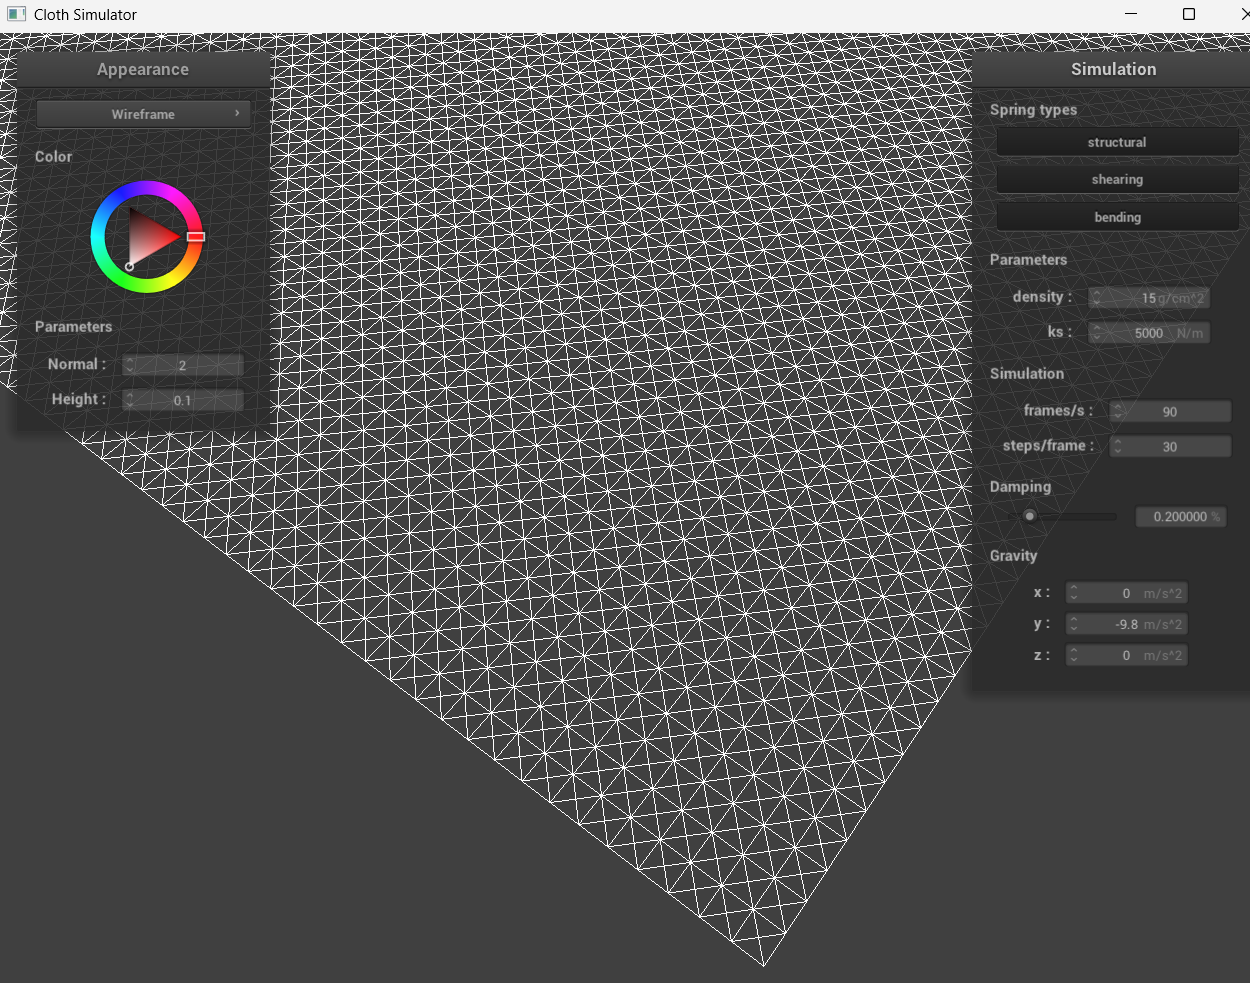 Cloth Simulator
Appearance
Wireframe
Color
Parameters
Normal : 2
Height : 0.1
Simulation
Spring types
structural
shearing
bending
Parameters
density : 15 g/cm^2
ks : 5000 N/m
Simulation
frames/s : 90
steps/frame : 30
Damping
0.200000 %
Gravity
x : 0 m/s^2
y : -9.8 m/s^2
z : 0 m/s^2